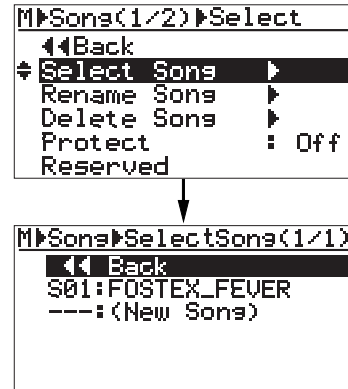 M▶Song(1/2)▶Select
◀◀Back
Select Song ▶
Rename Song ▶
Delete Song ▶
Protect : Off
Reserved
M▶Song▶SelectSong(1/1)
◀◀ Back
S01:FOSTEX_FEVER
---:(New Song)